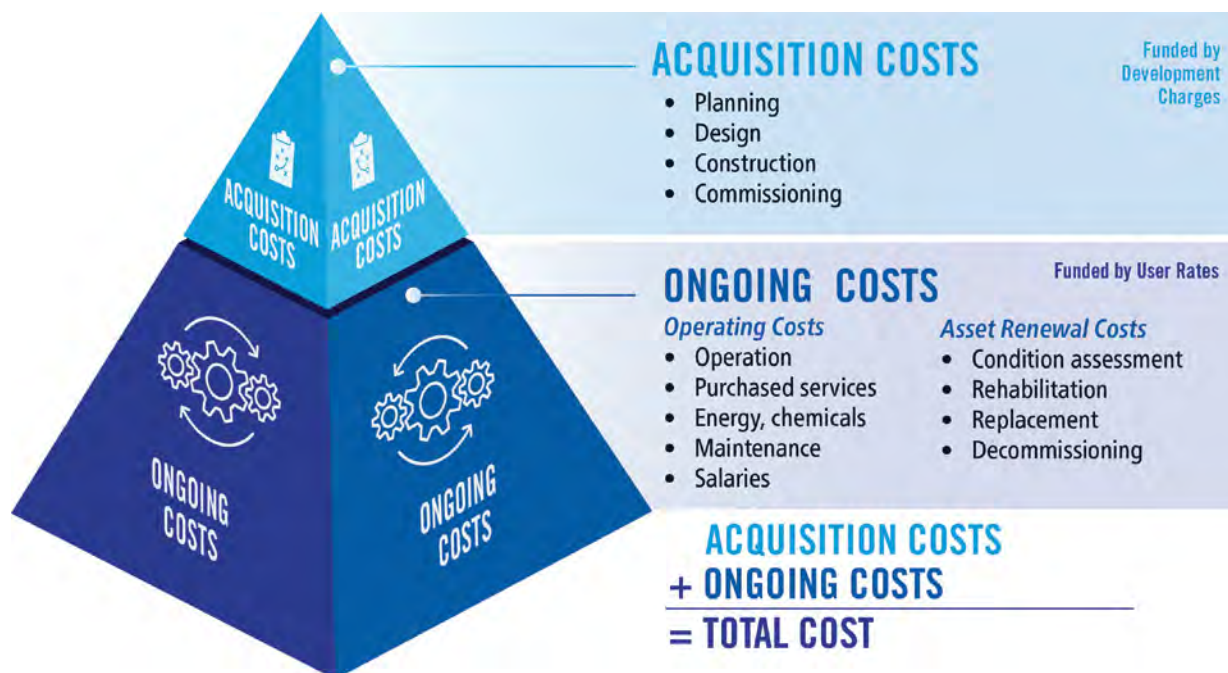 ACQUISITION COSTS
Funded by
Development
Charges
• Planning
• Design
• Construction
• Commissioning
ACQUISITION
COSTS
ACQUISITION
COSTS
ONGOING COSTS
Funded by User Rates
Operating Costs
• Operation
• Purchased services
• Energy, chemicals
• Maintenance
• Salaries
Asset Renewal Costs
• Condition assessment
• Rehabilitation
• Replacement
• Decommissioning
ONGOING
COSTS
ONGOING
COSTS
ACQUISITION COSTS
+ ONGOING COSTS
= TOTAL COST